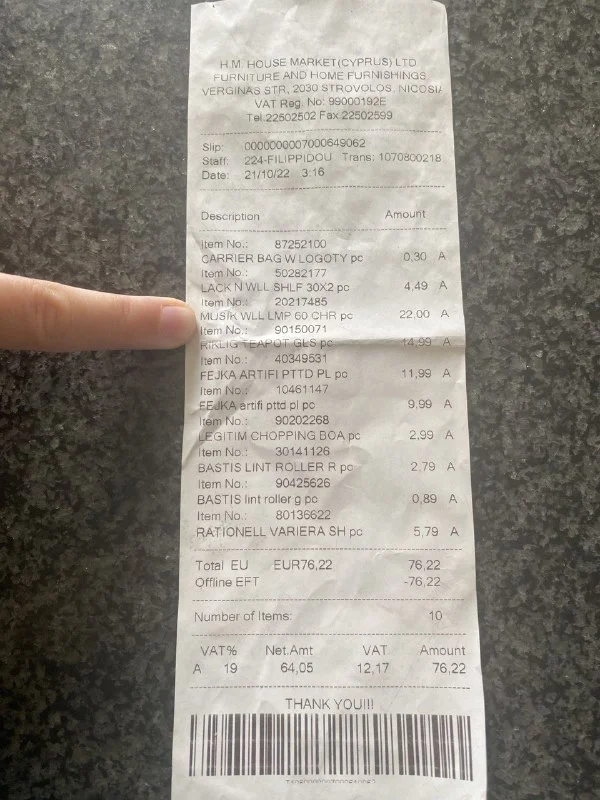 H.M. HOUSE MARKET(CYPRUS) LTD
FURNITURE AND HOME FURNISHINGS
VERGINAS STR, 2030 STROVOLOS, NICOSIA
VAT Reg. No: 99000192E
Tel:22502502 Fax:22502599
Slip: 0000000007000649062
Staff: 224-FILIPPIDOU Trans: 1070800218
Date: 21/10/22 3:16
Description Amount
Item No.: 87252100
CARRIER BAG W LOGOTY pc 0,30 A
Item No.: 50282177
LACK N WLL SHLF 30X2 pc 4,49 A
Item No.: 20217485
MUSIK WLL LMP 60 CHR pc 22,00 A
Item No.: 90150071
RIKLIG TEAPOT GLS pc 14,99 A
Item No.: 40349531
FEJKA ARTIFI PTTD PL pc 11,99 A
Item No.: 10461147
FEJKA artifi pttd pl pc 9,99 A
Item No.: 90202268
LEGITIM CHOPPING BOA pc 2,99 A
Item No.: 30141126
BASTIS LINT ROLLER R pc 2,79 A
Item No.: 90425626
BASTIS lint roller g pc 0,89 A
Item No.: 80136622
RATIONELL VARIERA SH pc 5,79 A
Total EU EUR76,22 76,22
Offline EFT -76,22
Number of Items: 10
VAT% Net.Amt VAT Amount
A 19 64,05 12,17 76,22
THANK YOU!!!